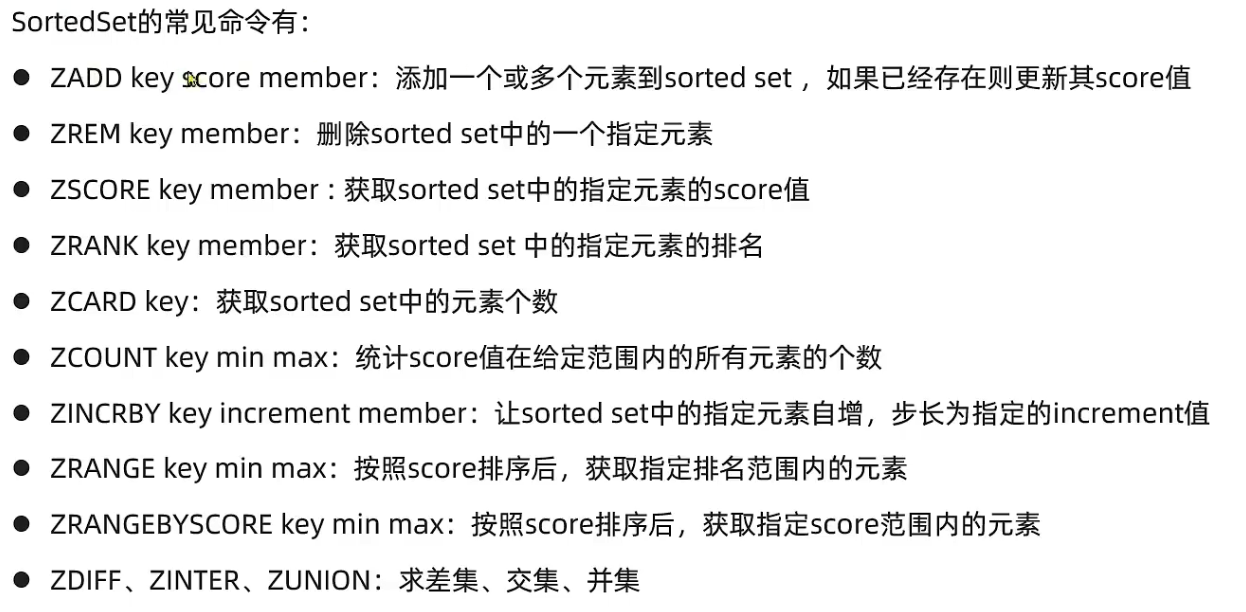 SortedSet的常见命令有：
● ZADD key score member：添加一个或多个元素到sorted set ，如果已经存在则更新其score值
● ZREM key member：删除sorted set中的一个指定元素
● ZSCORE key member : 获取sorted set中的指定元素的score值
● ZRANK key member：获取sorted set 中的指定元素的排名
● ZCARD key：获取sorted set中的元素个数
● ZCOUNT key min max：统计score值在给定范围内的所有元素的个数
● ZINCRBY key increment member：让sorted set中的指定元素自增，步长为指定的increment值
● ZRANGE key min max：按照score排序后，获取指定排名范围内的元素
● ZRANGEBYSCORE key min max：按照score排序后，获取指定score范围内的元素
● ZDIFF、ZINTER、ZUNION：求差集、交集、并集